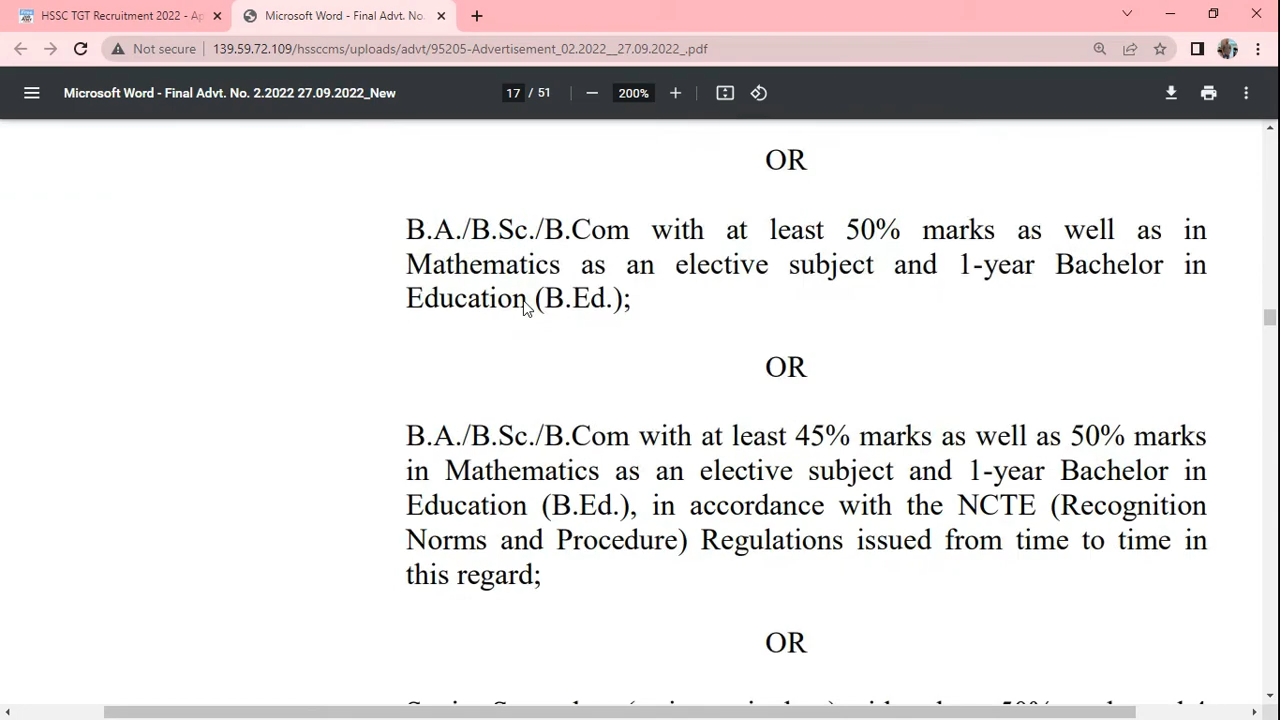 HSSC TGT Recruitment 2022 - Ap
Microsoft Word - Final Advt. No.
Not secure
139.59.72.109/hssccms/uploads/advt/95205-Advertisement_02.2022__27.09.2022_.pdf
Microsoft Word - Final Advt. No. 2.2022 27.09.2022_New
17 / 51
200%
OR
B.A./B.Sc./B.Com with at least 50% marks as well as in
Mathematics as an elective subject and 1-year Bachelor in
Education (B.Ed.);
OR
B.A./B.Sc./B.Com with at least 45% marks as well as 50% marks
in Mathematics as an elective subject and 1-year Bachelor in
Education (B.Ed.), in accordance with the NCTE (Recognition
Norms and Procedure) Regulations issued from time to time in
this regard;
OR